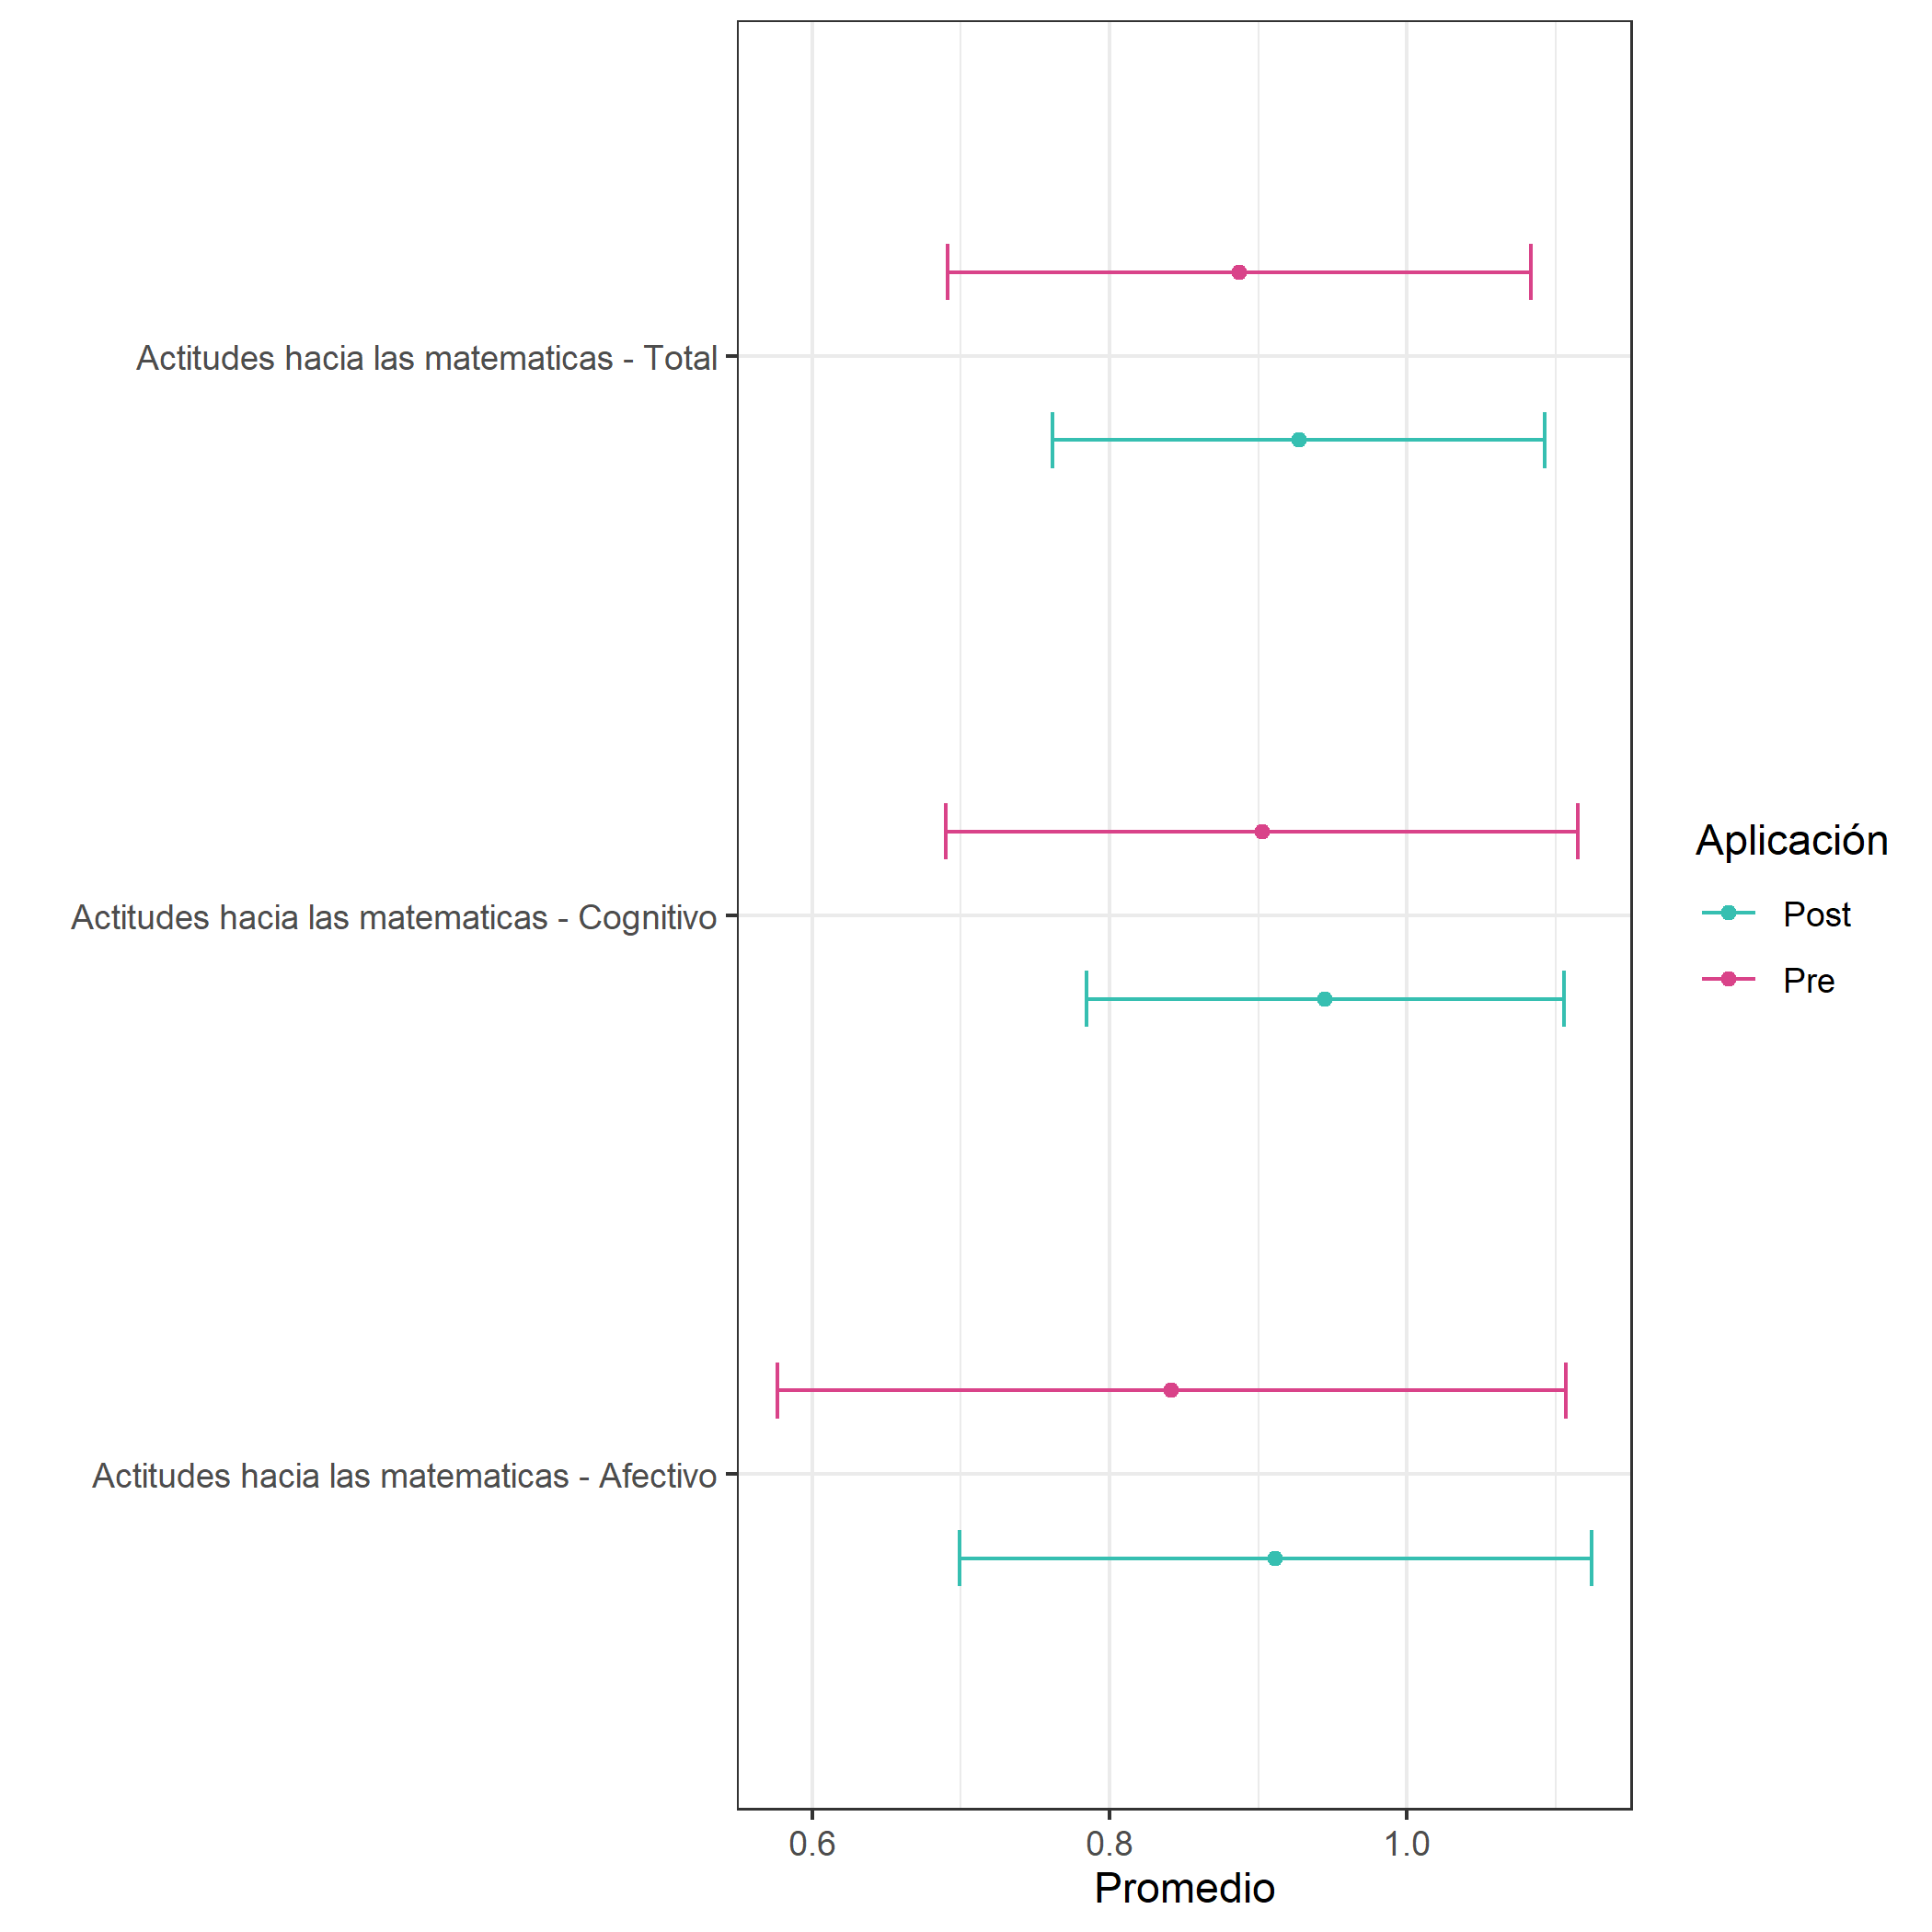 Actitudes hacia las matematicas - Total
Actitudes hacia las matematicas - Cognitivo
Actitudes hacia las matematicas - Afectivo
0.6
0.8
1.0
Promedio
Aplicación
Post
Pre